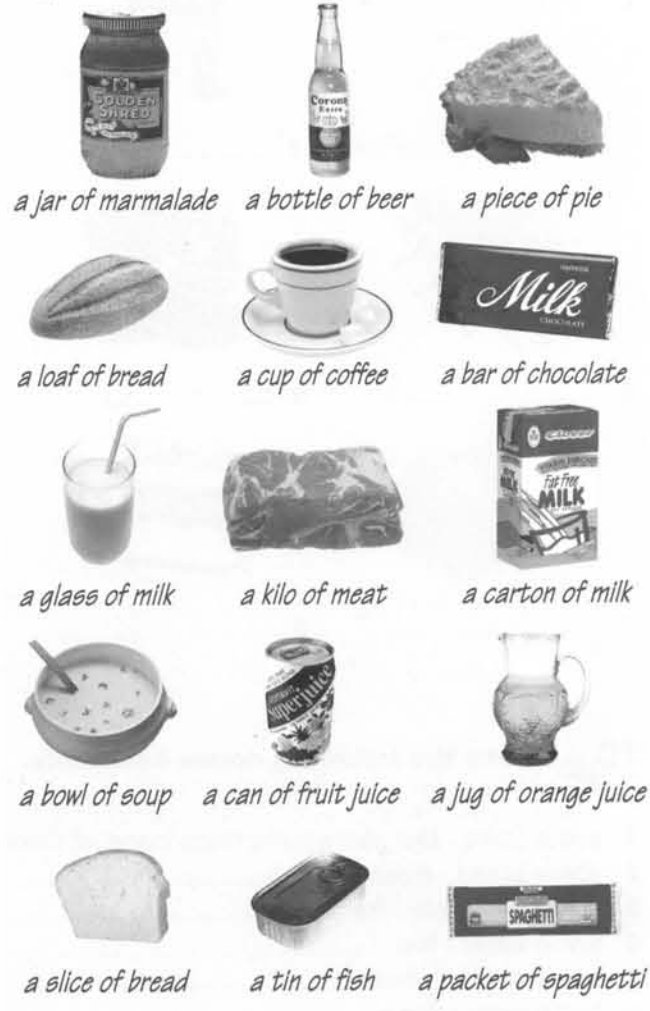 GOLDEN
SHRED
Corona
Extra
a jar of marmalade a bottle of beer a piece of pie
Milk
CHOCOLATE
a loaf of bread a cup of coffee a bar of chocolate
Fat Free
MILK
a glass of milk a kilo of meat a carton of milk
Superjuice
a bowl of soup a can of fruit juice a jug of orange juice
SPAGHETTI
a slice of bread a tin of fish a packet of spaghetti